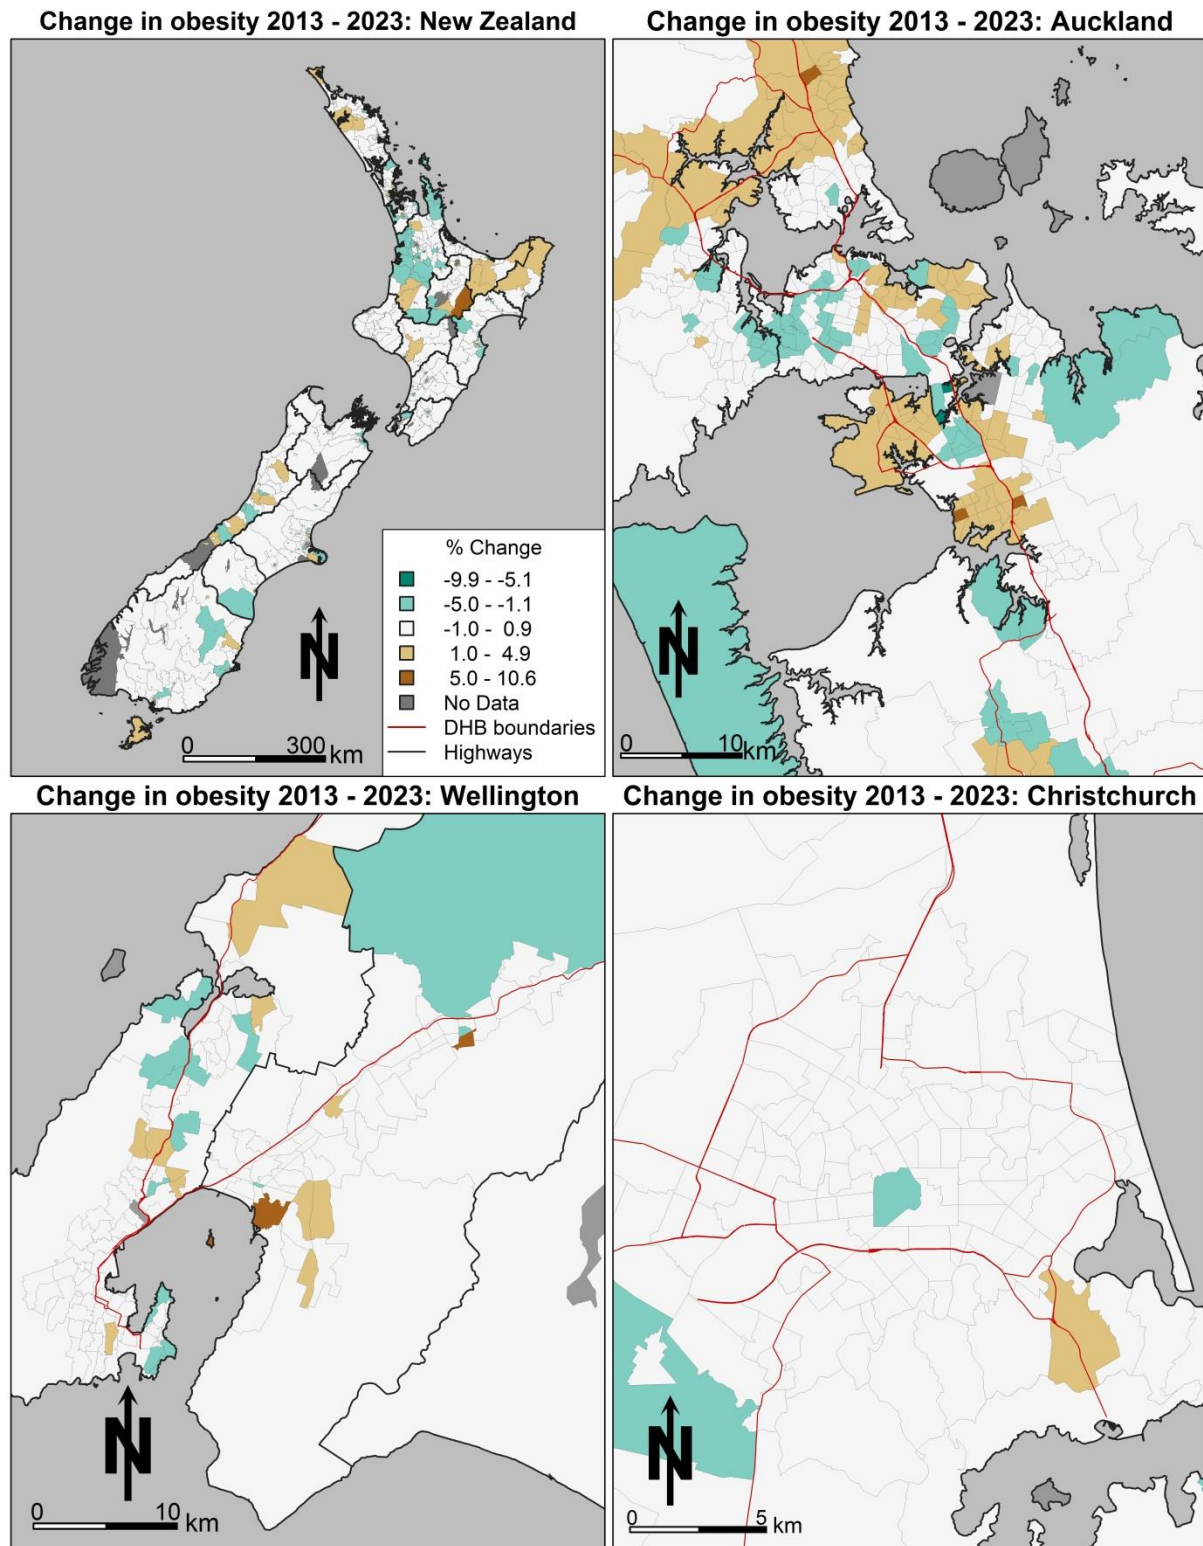 Change in obesity 2013 - 2023: New Zealand
Change in obesity 2013 - 2023: Auckland
% Change
-9.9 - -5.1
-5.0 - -1.1
-1.0 - 0.9
1.0 - 4.9
5.0 - 10.6
No Data
DHB boundaries
Highways
N
0 300 km
N
0 10 km
Change in obesity 2013 - 2023: Wellington
Change in obesity 2013 - 2023: Christchurch
N
0 10 km
N
0 5 km